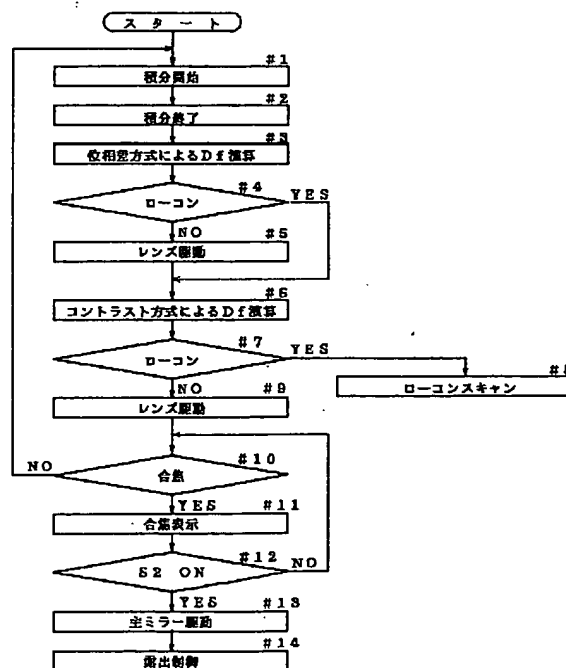 スタート
#1
積分開始
#2
積分終了
#3
位相差方式によるDf演算
#4
ローコン
YES
NO
#5
レンズ駆動
#6
コントラスト方式によるDf演算
#7
ローコン
YES
#8
ローコンスキャン
NO
#9
レンズ駆動
#10
合焦
NO
YES
#11
合焦表示
#12
S2 ON
NO
YES
#13
主ミラー駆動
#14
露出制御